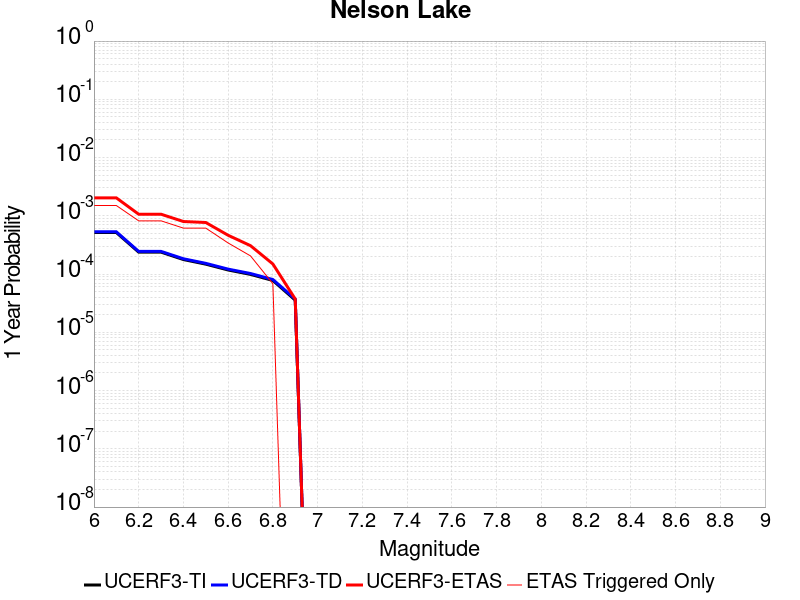 Nelson Lake
10^0
10^-1
10^-2
10^-3
10^-4
10^-5
10^-6
10^-7
10^-8
1 Year Probability
6 6.2 6.4 6.6 6.8 7 7.2 7.4 7.6 7.8 8 8.2 8.4 8.6 8.8 9
Magnitude
UCERF3-TI UCERF3-TD UCERF3-ETAS ETAS Triggered Only